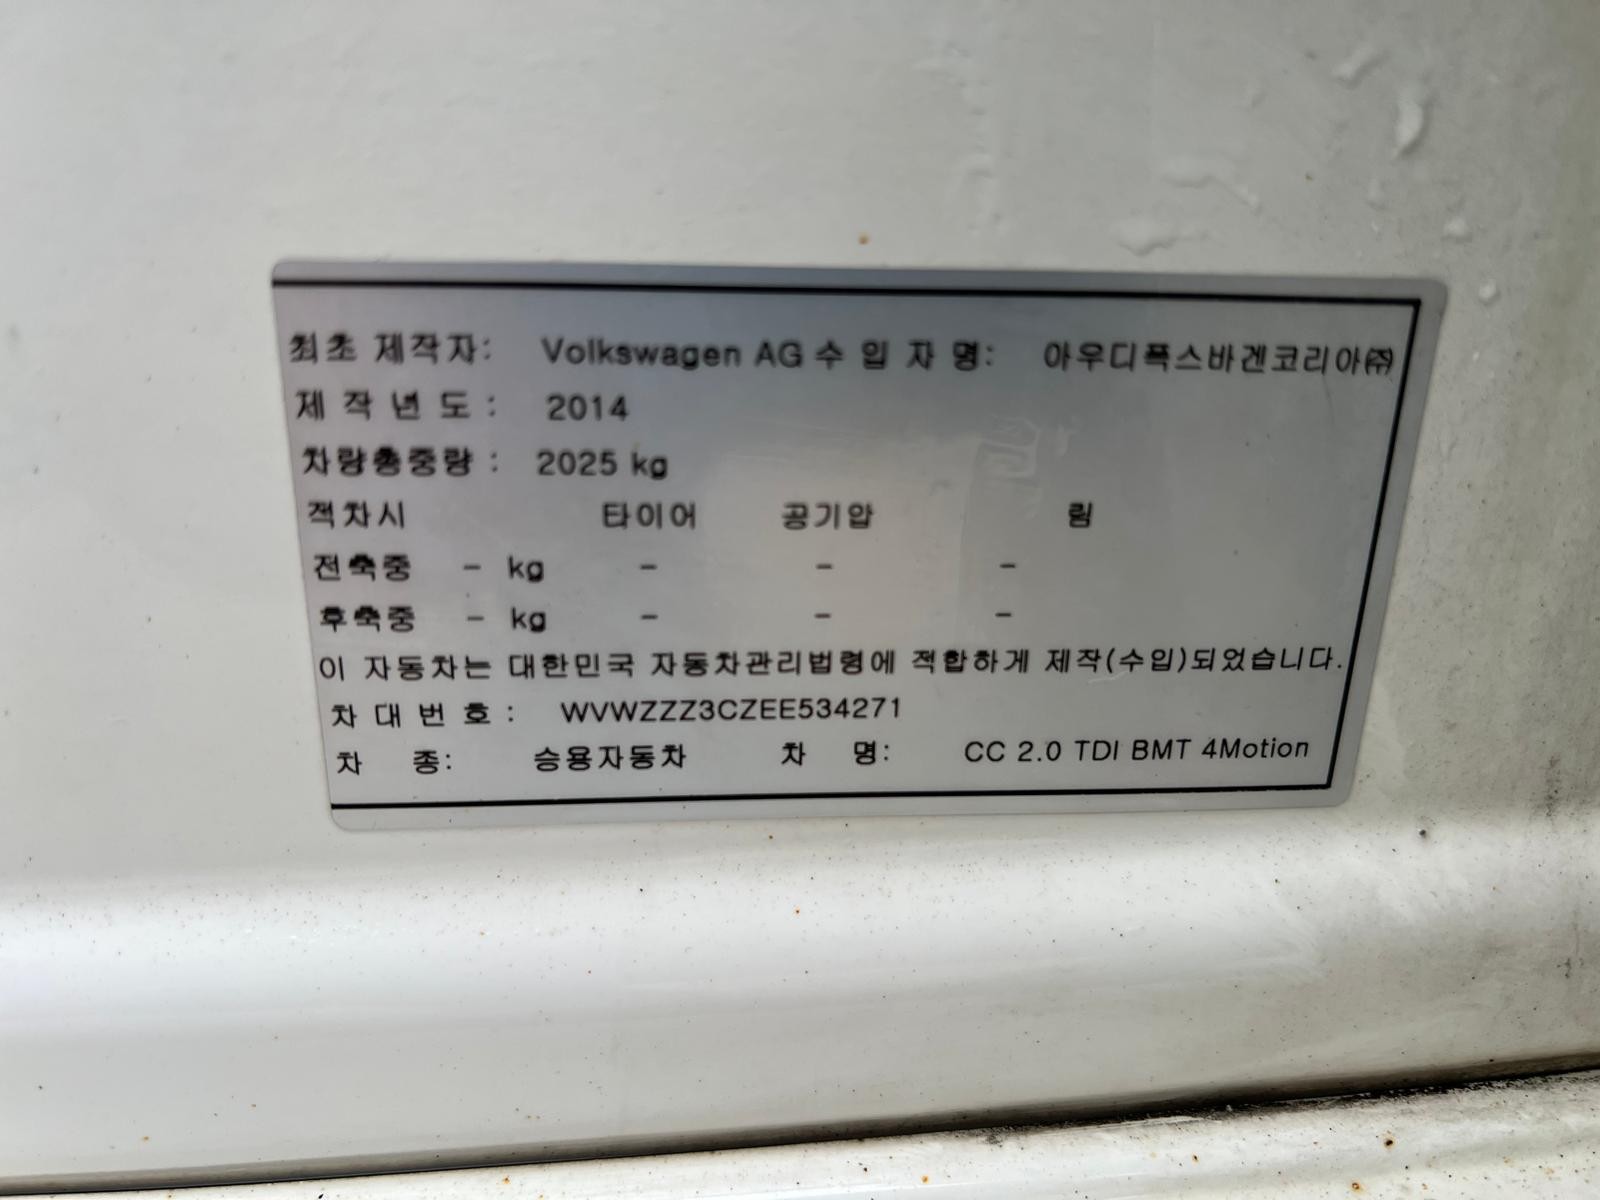 최초 제작자: Volkswagen AG 수 입 자 명: 아우디폭스바겐코리아㈜
제 작 년 도 : 2014
차량총중량 : 2025 kg
적차시 타이어 공기압 림
전축중 - kg - - -
후축중 - kg - - -
이 자동차는 대한민국 자동차관리법령에 적합하게 제작(수입)되었습니다.
차 대 번 호 : WVWZZZ3CZEE534271
차 종: 승용자동차 차 명: CC 2.0 TDI BMT 4Motion